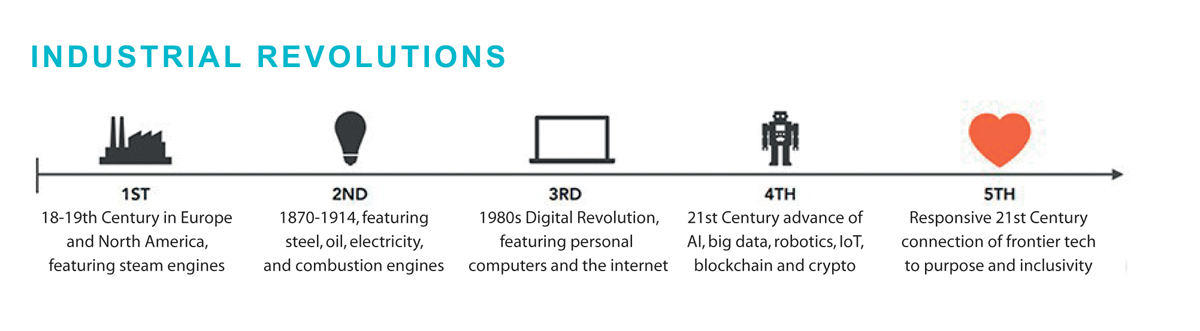 INDUSTRIAL REVOLUTIONS
1ST
18-19th Century in Europe
and North America,
featuring steam engines
2ND
1870-1914, featuring
steel, oil, electricity,
and combustion engines
3RD
1980s Digital Revolution,
featuring personal
computers and the internet
4TH
21st Century advance of
AI, big data, robotics, IoT,
blockchain and crypto
5TH
Responsive 21st Century
connection of frontier tech
to purpose and inclusivity